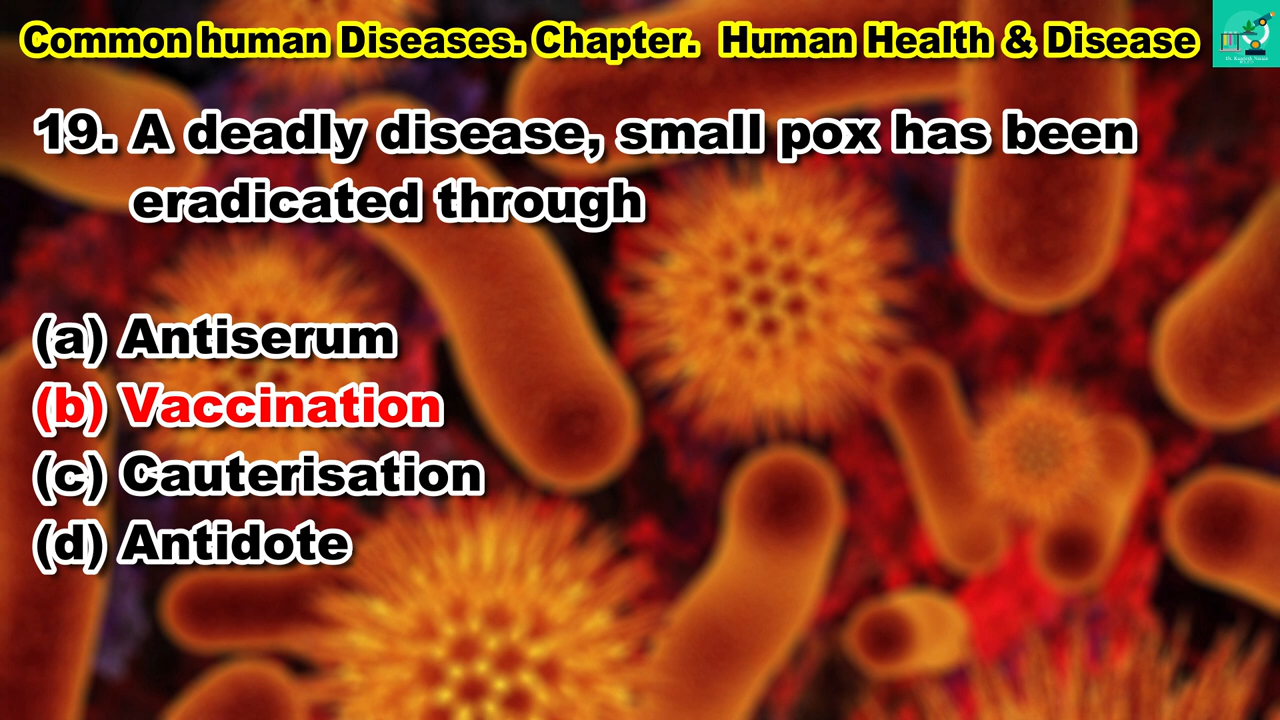 Common human Diseases. Chapter.  Human Health & Disease
19. A deadly disease, small pox has been
eradicated through
(a) Antiserum
(b) Vaccination
(c) Cauterisation
(d) Antidote